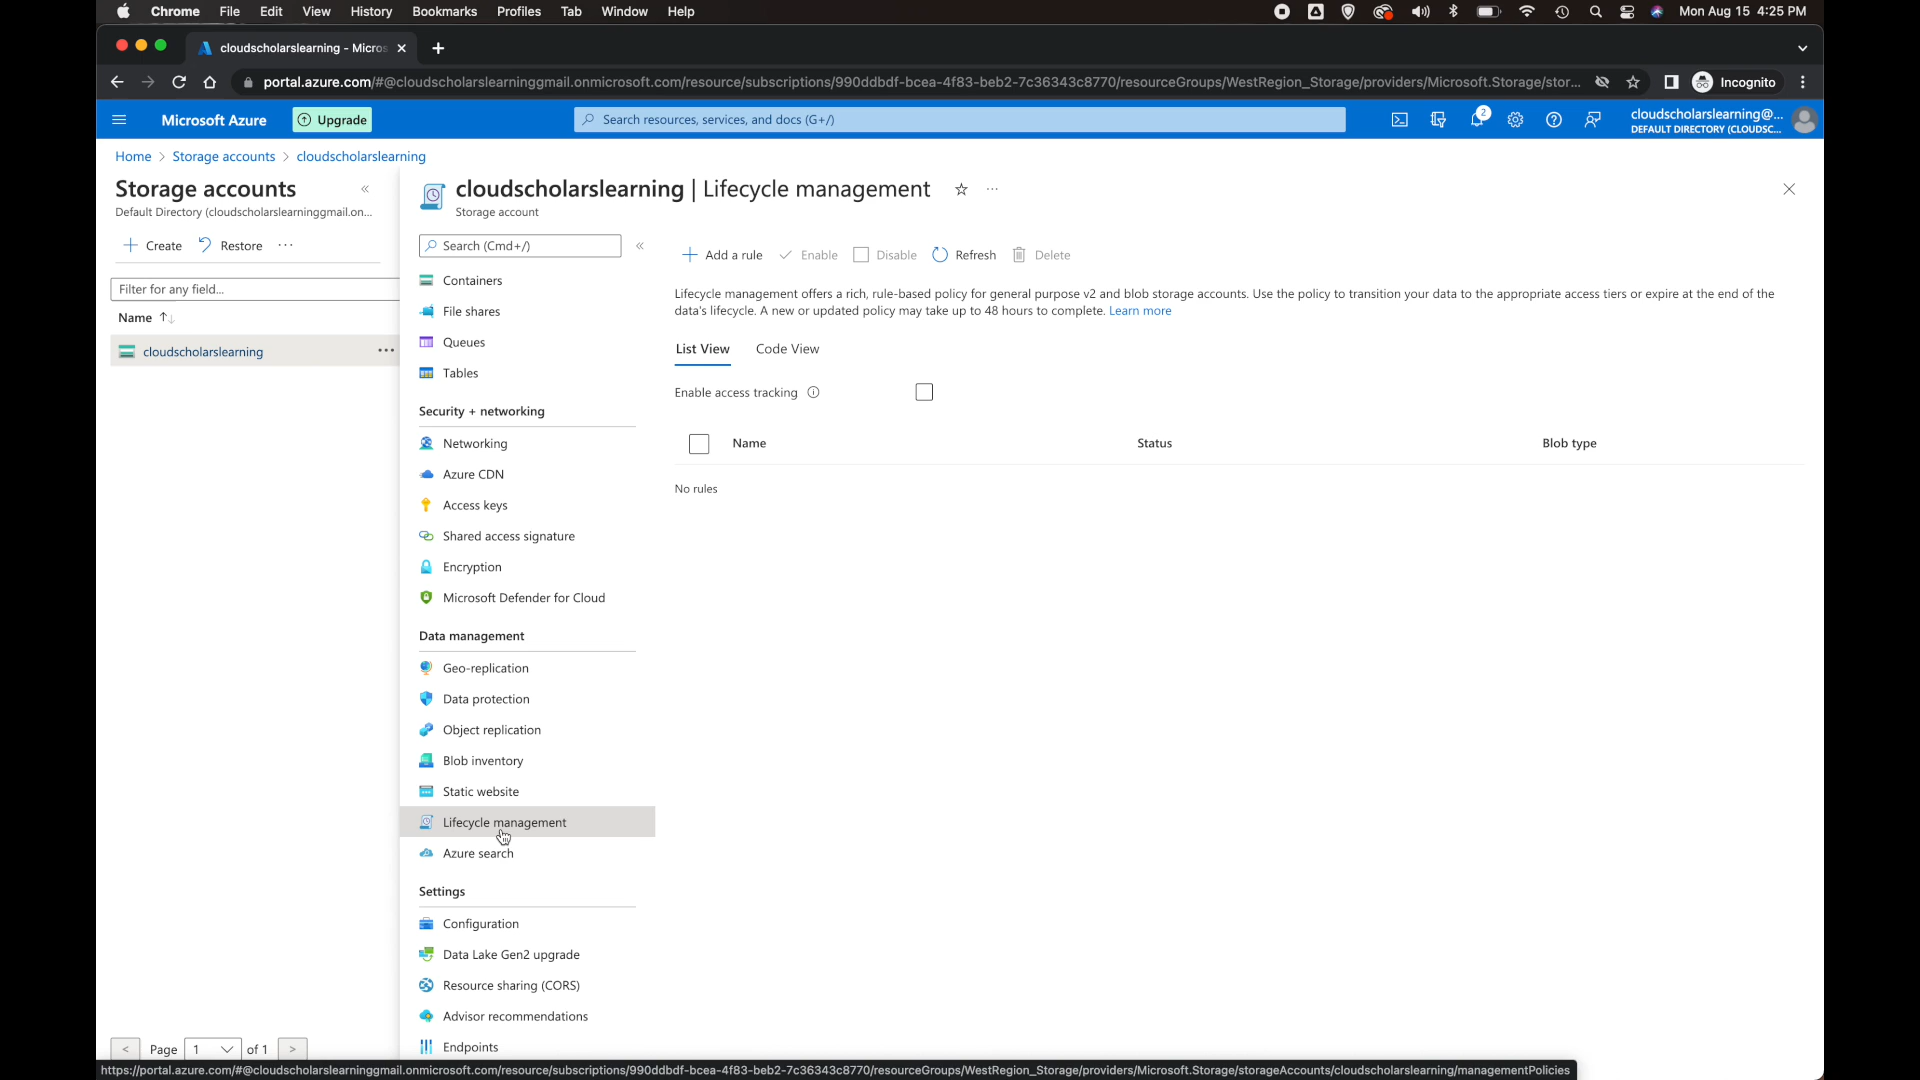 Chrome File Edit View History Bookmarks Profiles Tab Window Help Mon Aug 15 4:25 PM
cloudscholarslearning - Micros
portal.azure.com/#@cloudscholarslearninggmail.onmicrosoft.com/resource/subscriptions/990ddbdf-bcea-4f83-beb2-7c36343c8770/resourceGroups/WestRegion_Storage/providers/Microsoft.Storage/stor... Incognito
Microsoft Azure Upgrade Search resources, services, and docs (G+/) 2 cloudscholarslearning@...
DEFAULT DIRECTORY (CLOUDSC...
Home > Storage accounts > cloudscholarslearning
Storage accounts «
Default Directory (cloudscholarslearninggmail.on...
+ Create Restore ...
Filter for any field...
Name ↑↓
cloudscholarslearning ...
< Page 1 of 1 >
cloudscholarslearning | Lifecycle management ...
Storage account
Search (Cmd+/) «
Containers
File shares
Queues
Tables
Security + networking
Networking
Azure CDN
Access keys
Shared access signature
Encryption
Microsoft Defender for Cloud
Data management
Geo-replication
Data protection
Object replication
Blob inventory
Static website
Lifecycle management
Azure search
Settings
Configuration
Data Lake Gen2 upgrade
Resource sharing (CORS)
Advisor recommendations
Endpoints
+ Add a rule Enable Disable Refresh Delete
Lifecycle management offers a rich, rule-based policy for general purpose v2 and blob storage accounts. Use the policy to transition your data to the appropriate access tiers or expire at the end of the
data's lifecycle. A new or updated policy may take up to 48 hours to complete. Learn more
List View Code View
Enable access tracking
Name Status Blob type
No rules
https://portal.azure.com/#@cloudscholarslearninggmail.onmicrosoft.com/resource/subscriptions/990ddbdf-bcea-4f83-beb2-7c36343c8770/resourceGroups/WestRegion_Storage/providers/Microsoft.Storage/storageAccounts/cloudscholarslearning/managementPolicies